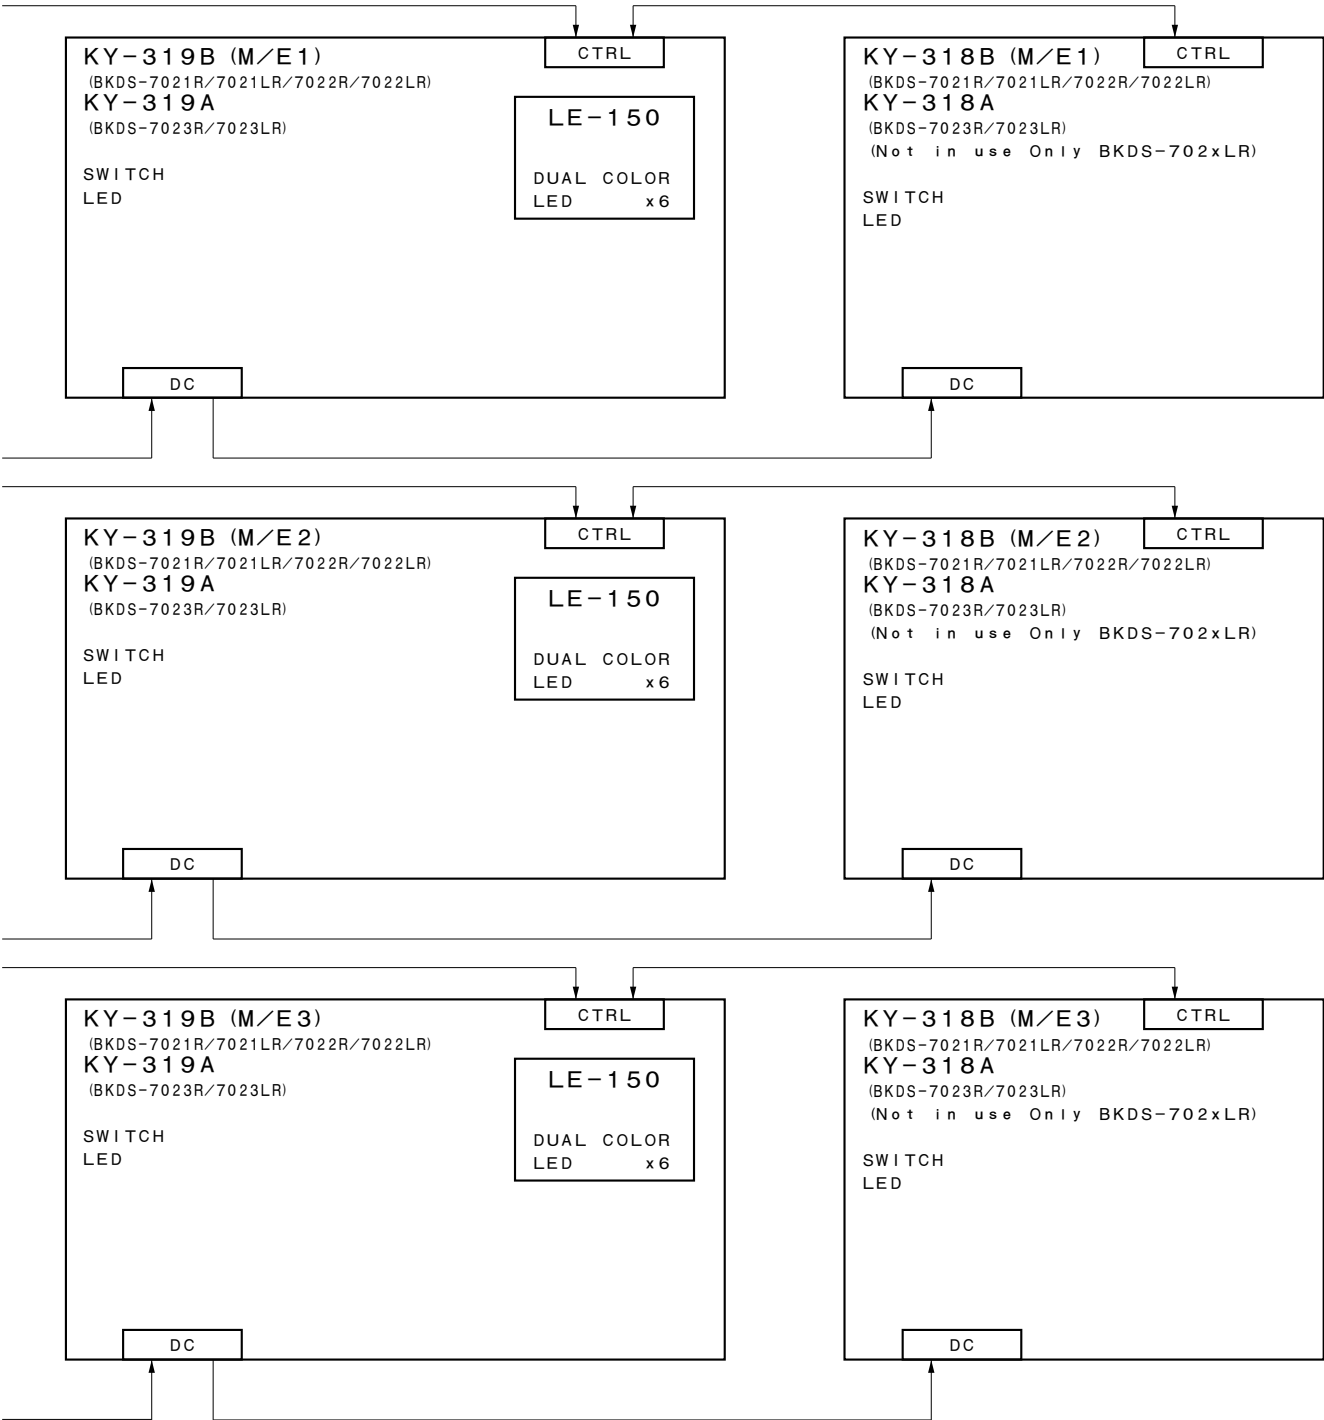 KY-319B (M/E1)
CTRL
(BKDS-7021R/7021LR/7022R/7022LR)
KY-319A
(BKDS-7023R/7023LR)
SWITCH
LED
LE-150
DUAL COLOR
LED x6
DC
KY-318B (M/E1)
CTRL
(BKDS-7021R/7021LR/7022R/7022LR)
KY-318A
(BKDS-7023R/7023LR)
(Not in use Only BKDS-702xLR)
SWITCH
LED
DC
KY-319B (M/E2)
CTRL
(BKDS-7021R/7021LR/7022R/7022LR)
KY-319A
(BKDS-7023R/7023LR)
SWITCH
LED
LE-150
DUAL COLOR
LED x6
DC
KY-318B (M/E2)
CTRL
(BKDS-7021R/7021LR/7022R/7022LR)
KY-318A
(BKDS-7023R/7023LR)
(Not in use Only BKDS-702xLR)
SWITCH
LED
DC
KY-319B (M/E3)
CTRL
(BKDS-7021R/7021LR/7022R/7022LR)
KY-319A
(BKDS-7023R/7023LR)
SWITCH
LED
LE-150
DUAL COLOR
LED x6
DC
KY-318B (M/E3)
CTRL
(BKDS-7021R/7021LR/7022R/7022LR)
KY-318A
(BKDS-7023R/7023LR)
(Not in use Only BKDS-702xLR)
SWITCH
LED
DC